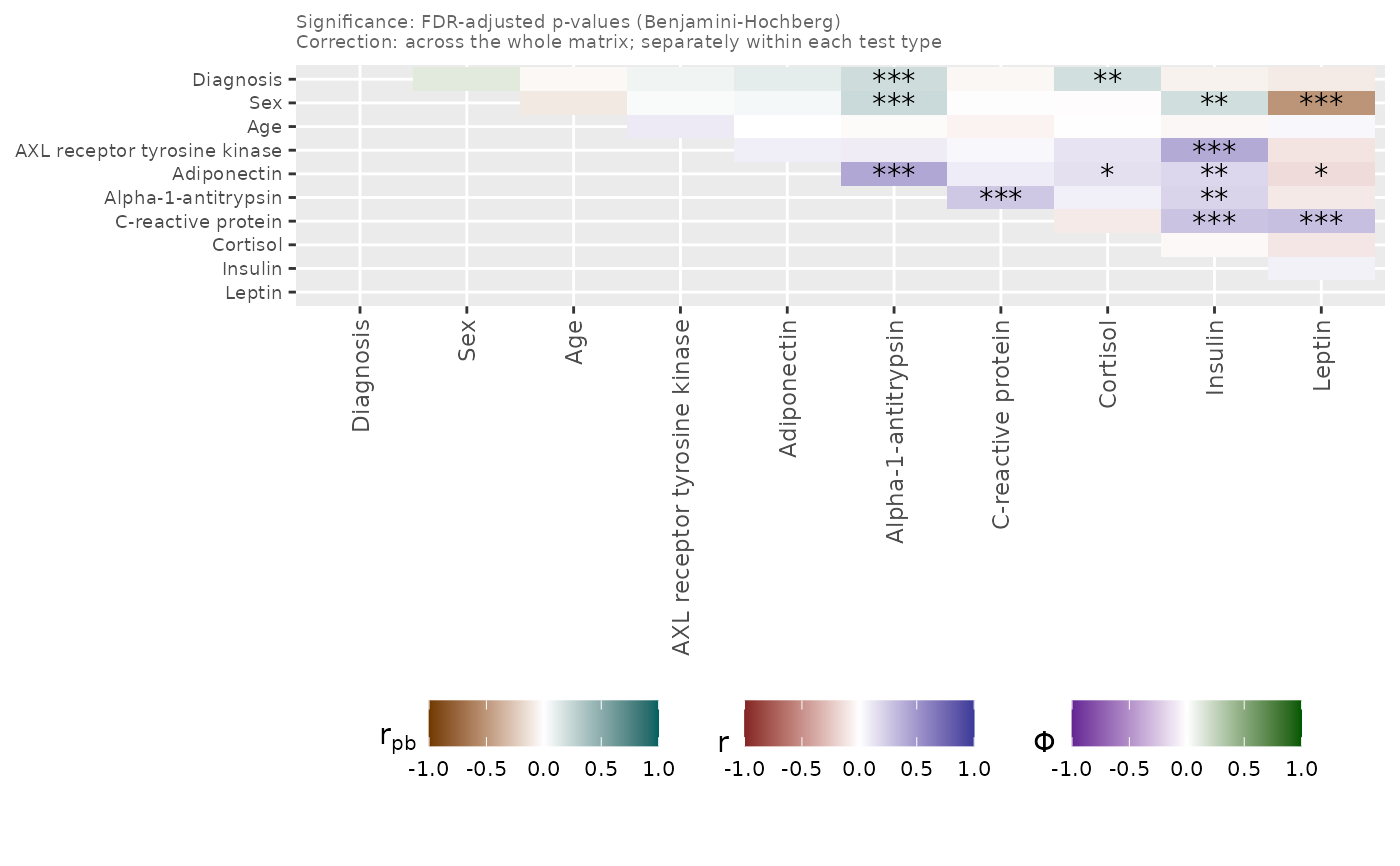 Significance: FDR-adjusted p-values (Benjamini-Hochberg)
Correction: across the whole matrix; separately within each test type
Diagnosis *** **
Sex *** ** ***
Age
AXL receptor tyrosine kinase ***
Adiponectin *** * ** *
Alpha-1-antitrypsin *** **
C-reactive protein *** ***
Cortisol
Insulin
Leptin
Diagnosis
Sex
Age
AXL receptor tyrosine kinase
Adiponectin
Alpha-1-antitrypsin
C-reactive protein
Cortisol
Insulin
Leptin
rpb
-1.0 -0.5 0.0 0.5 1.0
r
-1.0 -0.5 0.0 0.5 1.0
Φ
-1.0 -0.5 0.0 0.5 1.0